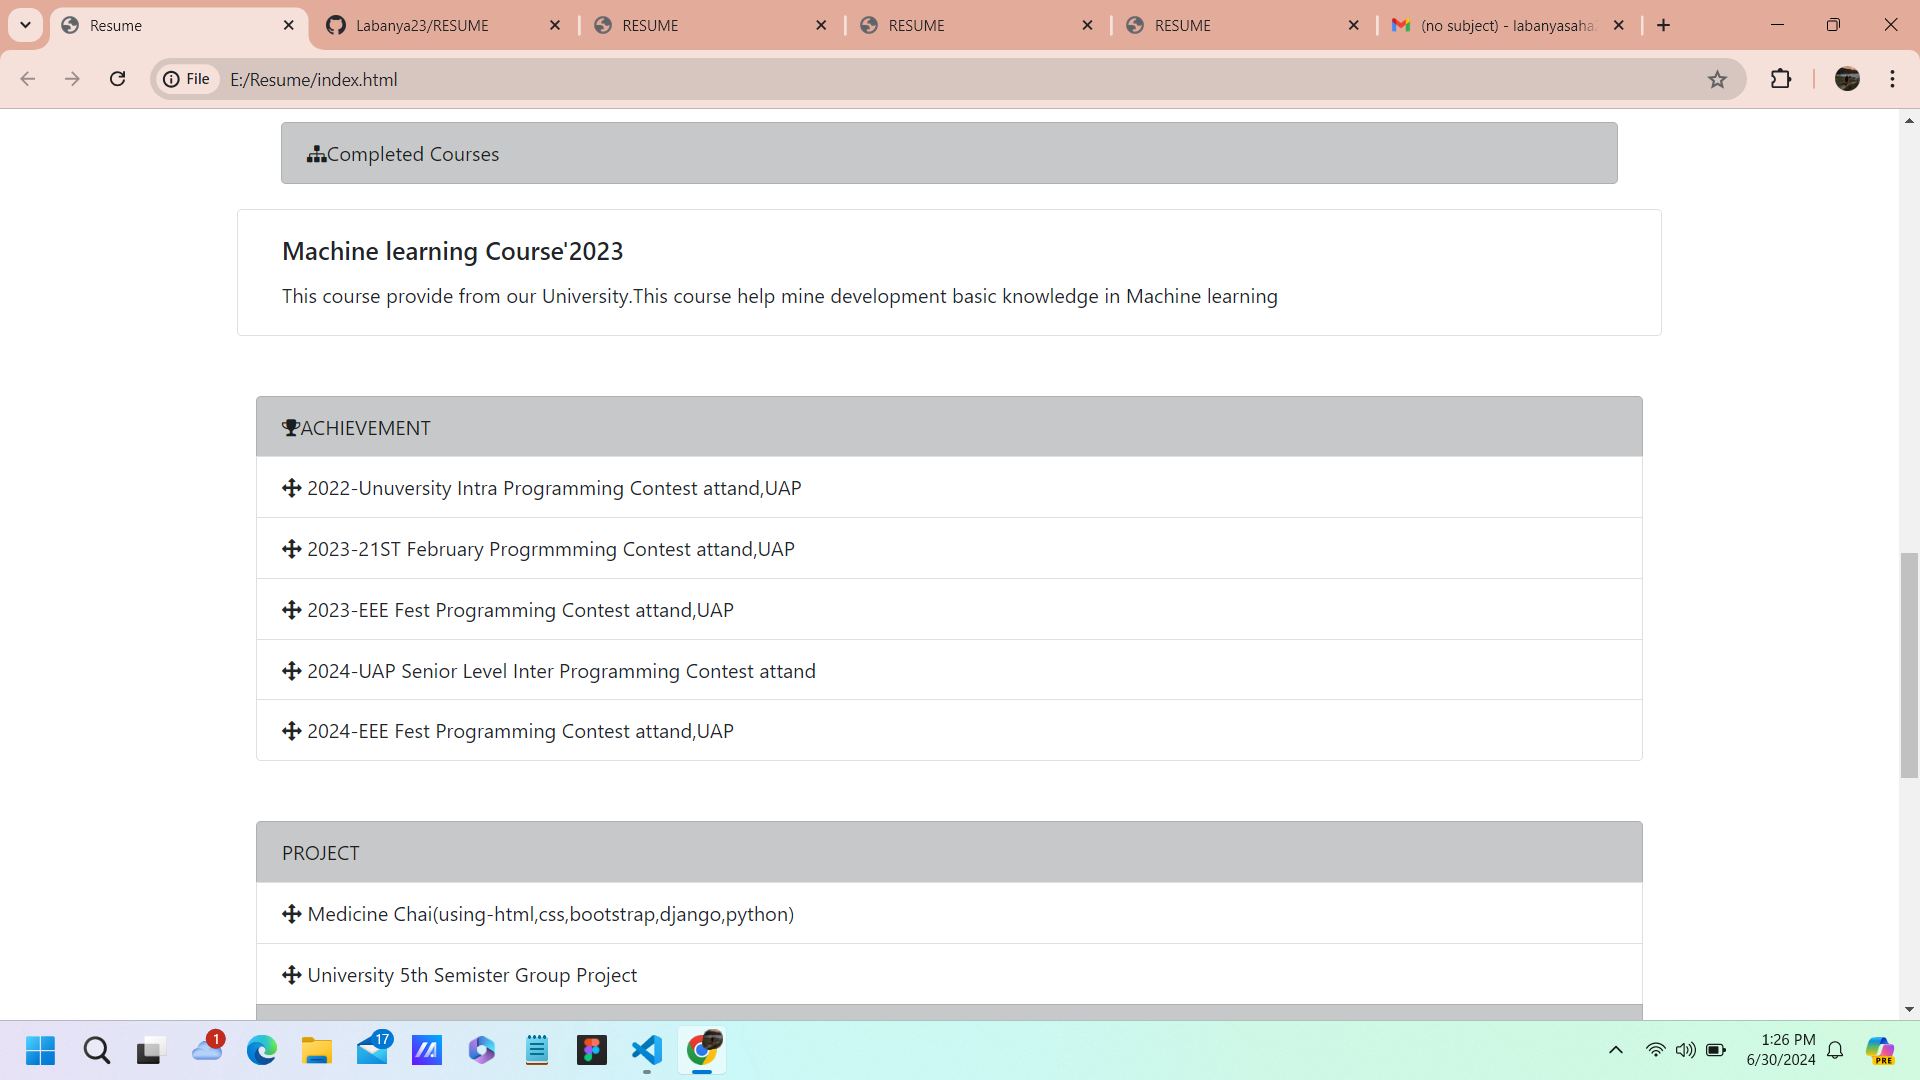 Resume
Labanya23/RESUME
RESUME
RESUME
RESUME
(no subject) - labanyasaha
File
E:/Resume/index.html
Completed Courses
Machine learning Course'2023
This course provide from our University.This course help mine development basic knowledge in Machine learning
ACHIEVEMENT
2022-Unuversity Intra Programming Contest attand,UAP
2023-21ST February Progrmmming Contest attand,UAP
2023-EEE Fest Programming Contest attand,UAP
2024-UAP Senior Level Inter Programming Contest attand
2024-EEE Fest Programming Contest attand,UAP
PROJECT
Medicine Chai(using-html,css,bootstrap,django,python)
University 5th Semister Group Project
1
17
1:26 PM
6/30/2024
PRE